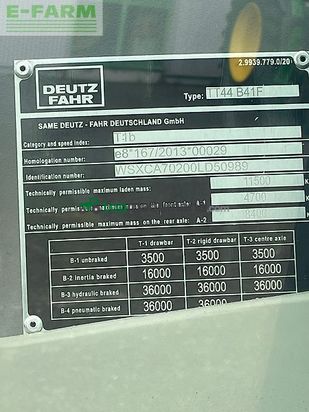 E-FARM
2.9939.779.0/20
DEUTZ
FAHR
Type: TT44 B41F
SAME DEUTZ - FAHR DEUTSCHLAND GmbH
Category and speed index: T1b
Homologation number: e8*167/2013*00029
Identification number: WSXCA70200LD50989
Technically permissible maximum laden mass: 11500
Technically permissible mass on the front axle: A-1 4700
Technically permissible mass on the rear axle: A-2 8400
T-1 drawbar T-2 rigid drawbar T-3 centre axle
B-1 unbraked 3500 3500 3500
B-2 inertia braked 16000 16000 16000
B-3 hydraulic braked 36000 36000 36000
B-4 pneumatic braked 36000 36000 36000